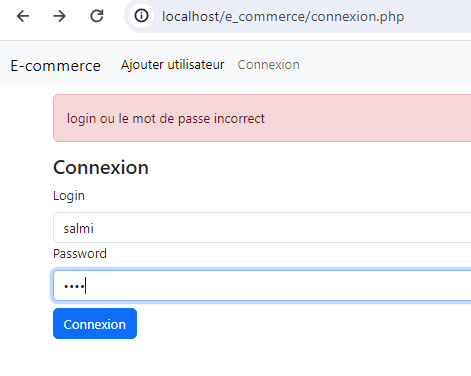 localhost/e_commerce/connexion.php
E-commerce Ajouter utilisateur Connexion
login ou le mot de passe incorrect
Connexion
Login
salmi
Password
••••
Connexion